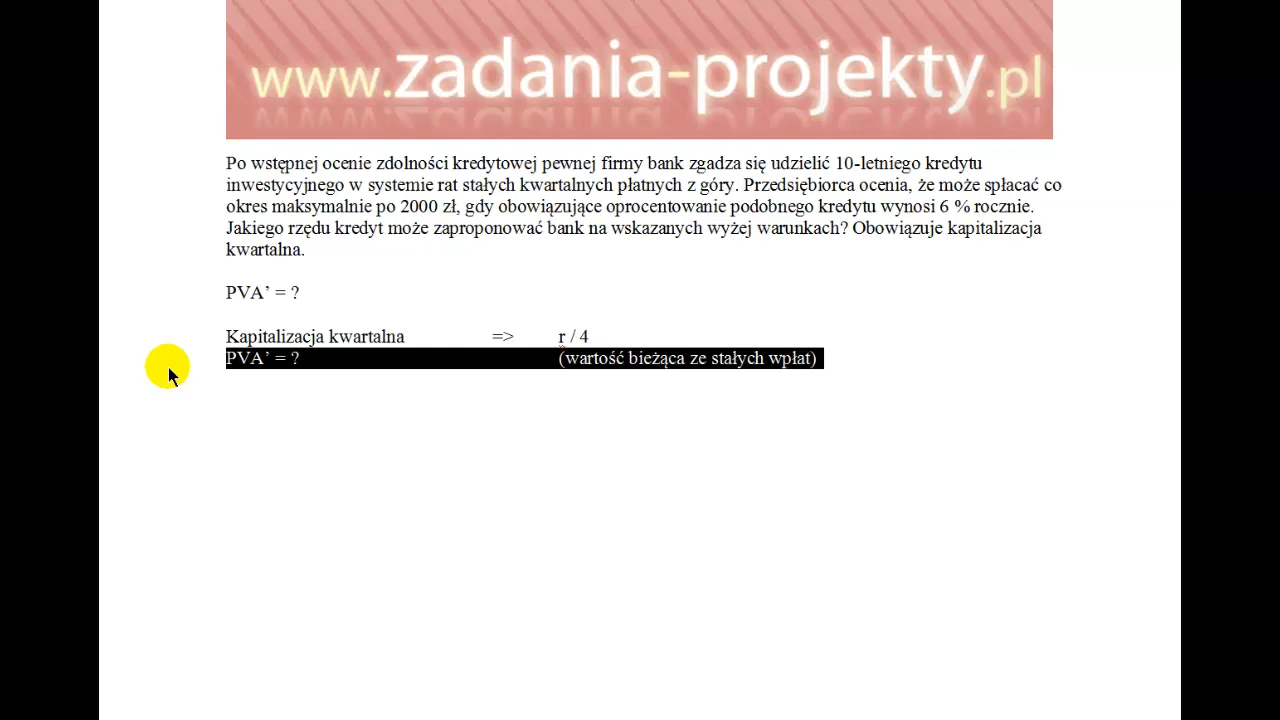 www.zadania-projekty.pl
Po wstępnej ocenie zdolności kredytowej pewnej firmy bank zgadza się udzielić 10-letniego kredytu
inwestycyjnego w systemie rat stałych kwartalnych płatnych z góry. Przedsiębiorca ocenia, że może spłacać co
okres maksymalnie po 2000 zł, gdy obowiązujące oprocentowanie podobnego kredytu wynosi 6 % rocznie.
Jakiego rzędu kredyt może zaproponować bank na wskazanych wyżej warunkach? Obowiązuje kapitalizacja
kwartalna.
PVA’ = ?
Kapitalizacja kwartalna => r / 4
PVA’ = ? (wartość bieżąca ze stałych wpłat)